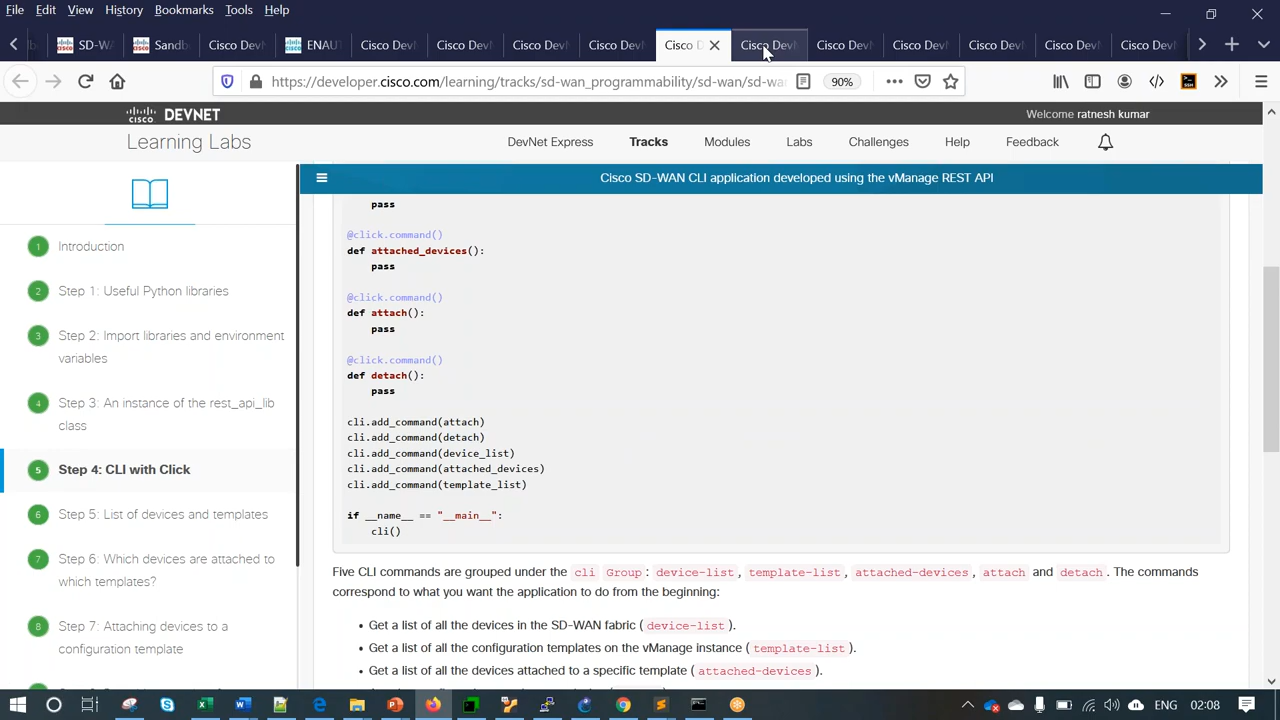 File Edit View History Bookmarks Tools Help
SD-W
Sandb
Cisco Dev
ENAUT
Cisco Dev
Cisco Dev
Cisco Dev
Cisco Dev
Cisco D
Cisco Dev
Cisco Dev
Cisco Dev
Cisco Dev
Cisco Dev
Cisco Dev
https://developer.cisco.com/learning/tracks/sd-wan_programmability/sd-wan/sd-wa
90%
CISCO DEVNET
Welcome ratnesh kumar
Learning Labs
DevNet Express Tracks Modules Labs Challenges Help Feedback
Cisco SD-WAN CLI application developed using the vManage REST API
1 Introduction
2 Step 1: Useful Python libraries
3 Step 2: Import libraries and environment
variables
4 Step 3: An instance of the rest_api_lib
class
5 Step 4: CLI with Click
6 Step 5: List of devices and templates
7 Step 6: Which devices are attached to
which templates?
8 Step 7: Attaching devices to a
configuration template
pass
@click.command()
def attached_devices():
pass
@click.command()
def attach():
pass
@click.command()
def detach():
pass
cli.add_command(attach)
cli.add_command(detach)
cli.add_command(device_list)
cli.add_command(attached_devices)
cli.add_command(template_list)
if __name__ == "__main__":
cli()
Five CLI commands are grouped under the cli Group : device-list , template-list , attached-devices , attach and detach . The commands
correspond to what you want the application to do from the beginning:
• Get a list of all the devices in the SD-WAN fabric ( device-list ).
• Get a list of all the configuration templates on the vManage instance ( template-list ).
• Get a list of all the devices attached to a specific template ( attached-devices ).
ENG 02:08